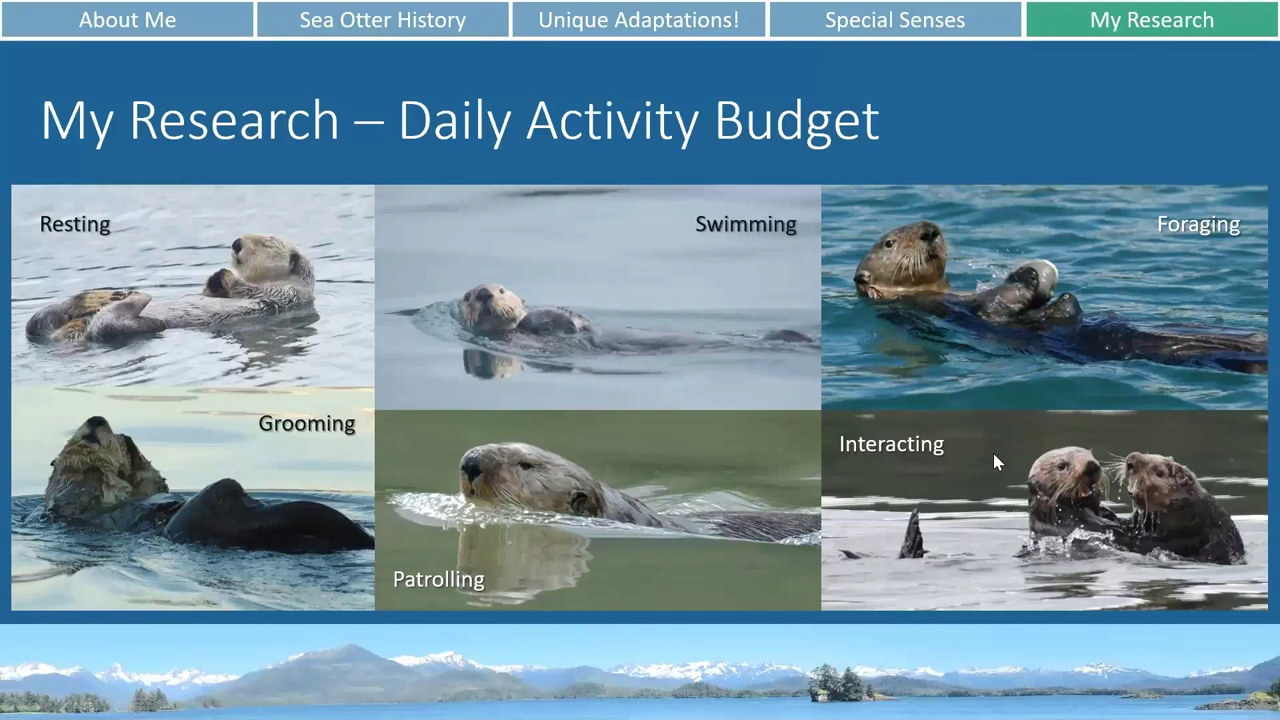 About Me
Sea Otter History
Unique Adaptations!
Special Senses
My Research
My Research – Daily Activity Budget
Resting
Swimming
Foraging
Grooming
Patrolling
Interacting